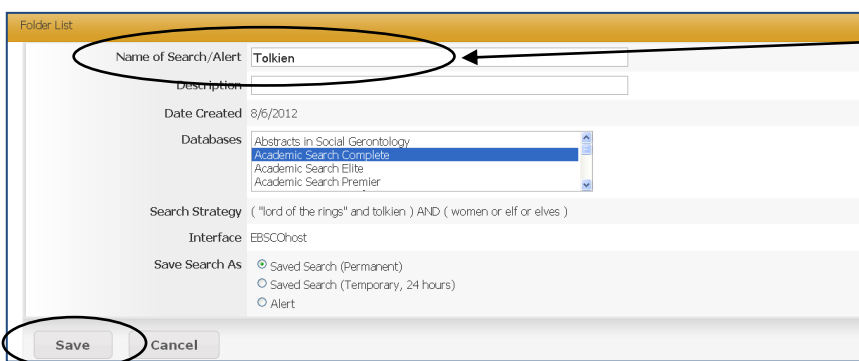 Folder List
Name of Search/Alert Tolkien
Description
Date Created 8/6/2012
Databases Abstracts in Social Gerontology
Academic Search Complete
Academic Search Elite
Academic Search Premier
Search Strategy ( "lord of the rings" and tolkien ) AND ( women or elf or elves )
Interface EBSCOhost
Save Search As Saved Search (Permanent)
Saved Search (Temporary, 24 hours)
Alert
Save Cancel